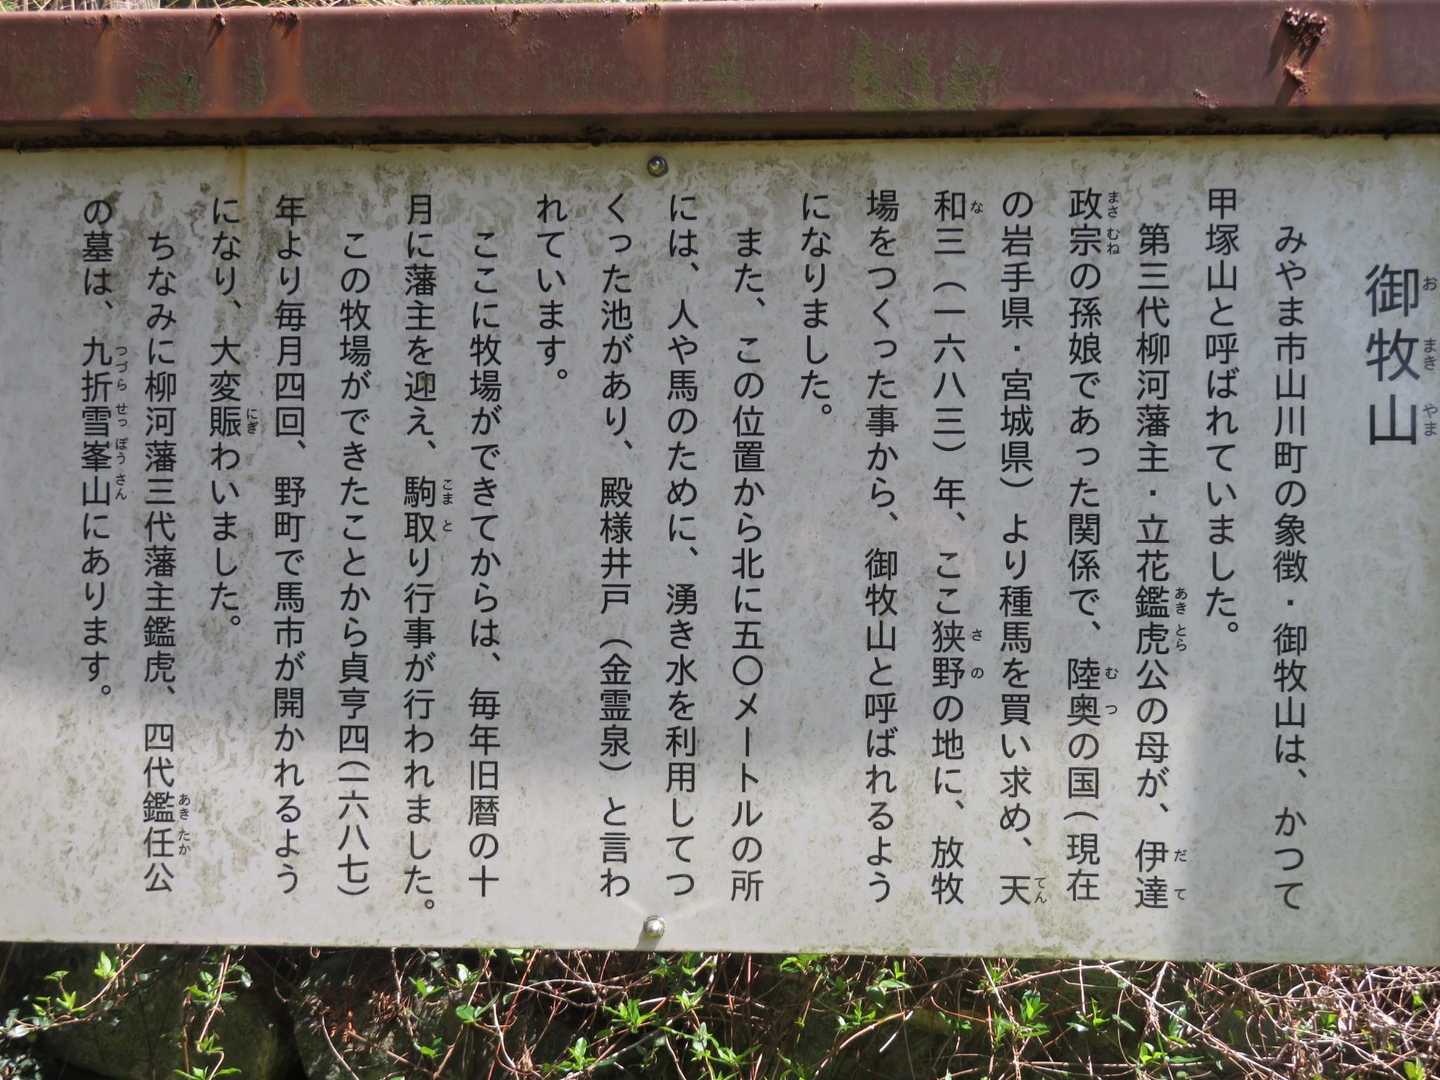 御牧山
みやま市山川町の象徴・御牧山は、かつて
甲塚山と呼ばれていました。
第三代柳河藩主・立花鑑虎公の母が、伊達
政宗の孫娘であった関係で、陸奥の国(現在
の岩手県・宮城県)より種馬を買い求め、天
和三(一六八三)年、ここ狭野の地に、放牧
場をつくった事から、御牧山と呼ばれるよう
になりました。
また、この位置から北に五〇メートルの所
には、人や馬のために、湧き水を利用してつ
くった池があり、殿様井戸(金霊泉)と言わ
れています。
ここに牧場ができてからは、毎年旧暦の十
月に藩主を迎え、駒取り行事が行われました。
この牧場ができたことから貞亨四(一六八七)
年より毎月四回、野町で馬市が開かれるよう
になり、大変賑わいました。
ちなみに柳河藩三代藩主鑑虎、四代鑑任公
の墓は、九折雪峯山にあります。